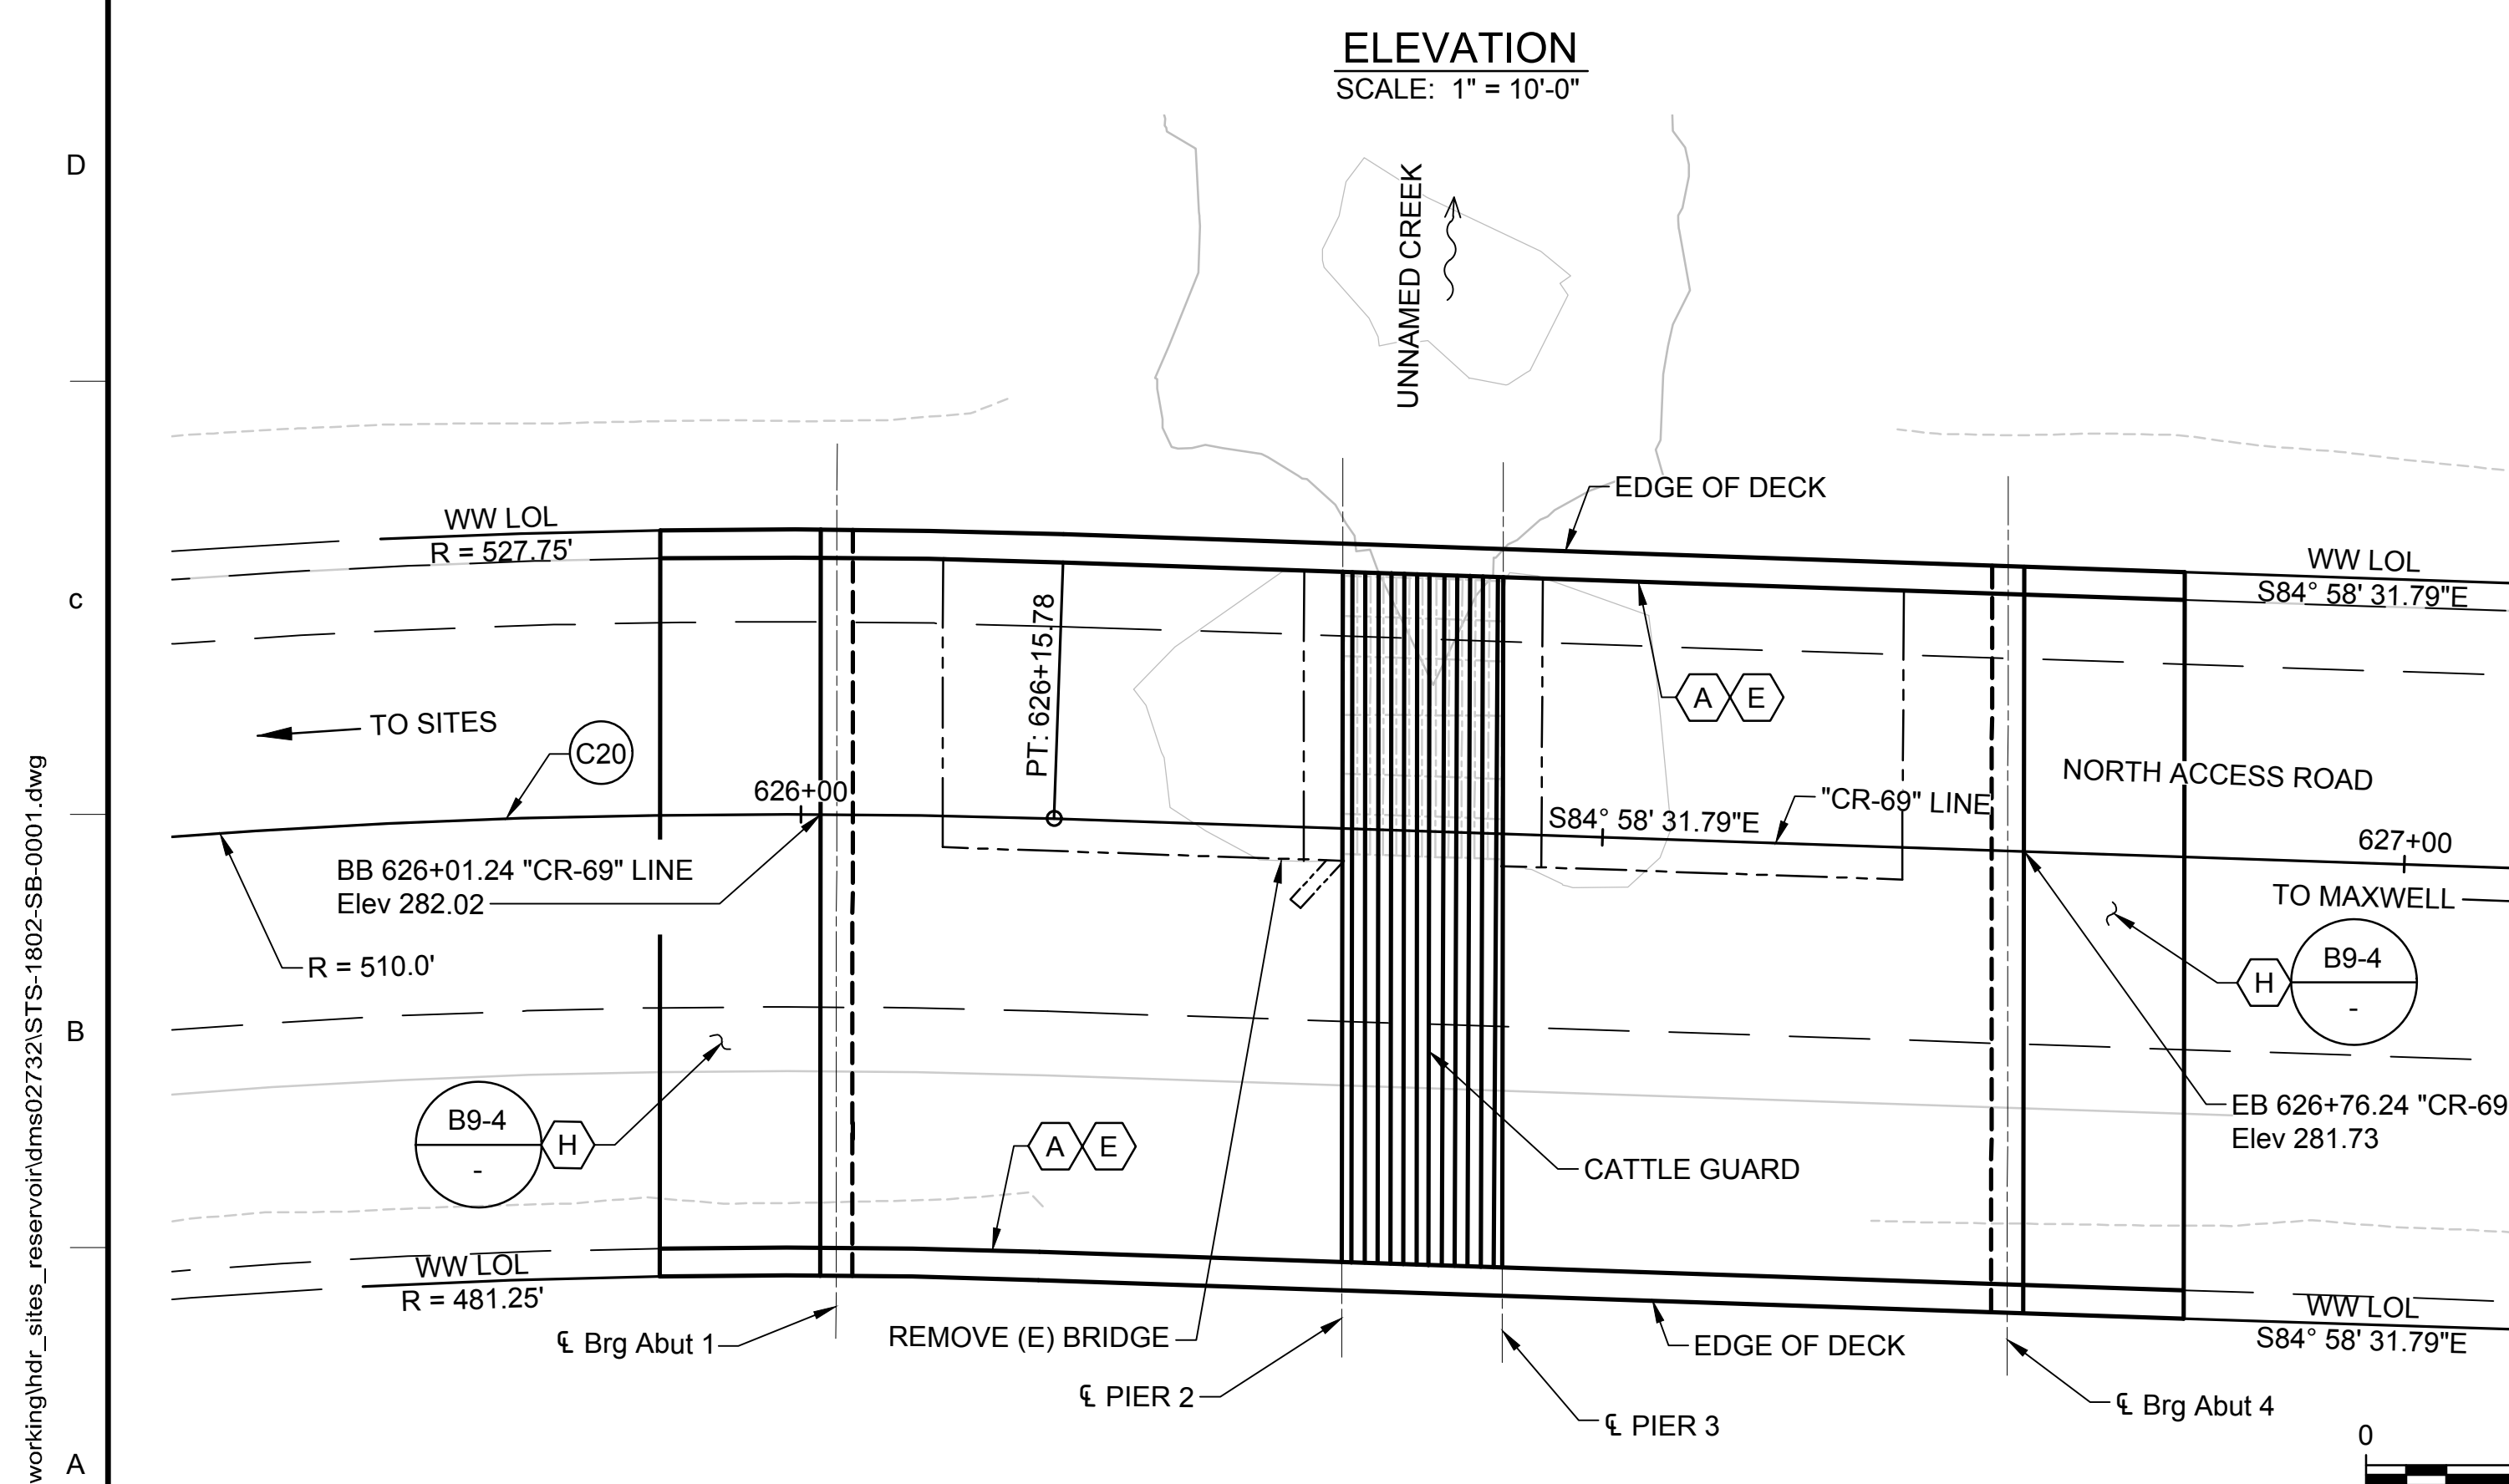 ELEVATION
SCALE: 1" = 10'-0"
D
UNNAMED CREEK
EDGE OF DECK
WW LOL
R = 527.75'
WW LOL
S84° 58' 31.79"E
c
PT: 626+15.78
A E
TO SITES
C20
626+00
NORTH ACCESS ROAD
"CR-69" LINE
S84° 58' 31.79"E
627+00
BB 626+01.24 "CR-69" LINE
Elev 282.02
TO MAXWELL
R = 510.0'
H
B9-4
-
B
B9-4
-
H
A E
EB 626+76.24 "CR-69
Elev 281.73
CATTLE GUARD
WW LOL
R = 481.25'
WW LOL
S84° 58' 31.79"E
℄ Brg Abut 1
REMOVE (E) BRIDGE
EDGE OF DECK
℄ PIER 2
℄ PIER 3
℄ Brg Abut 4
0
A
working\hdr_sites_reservoir\dms02732\STS-1802-SB-0001.dwg